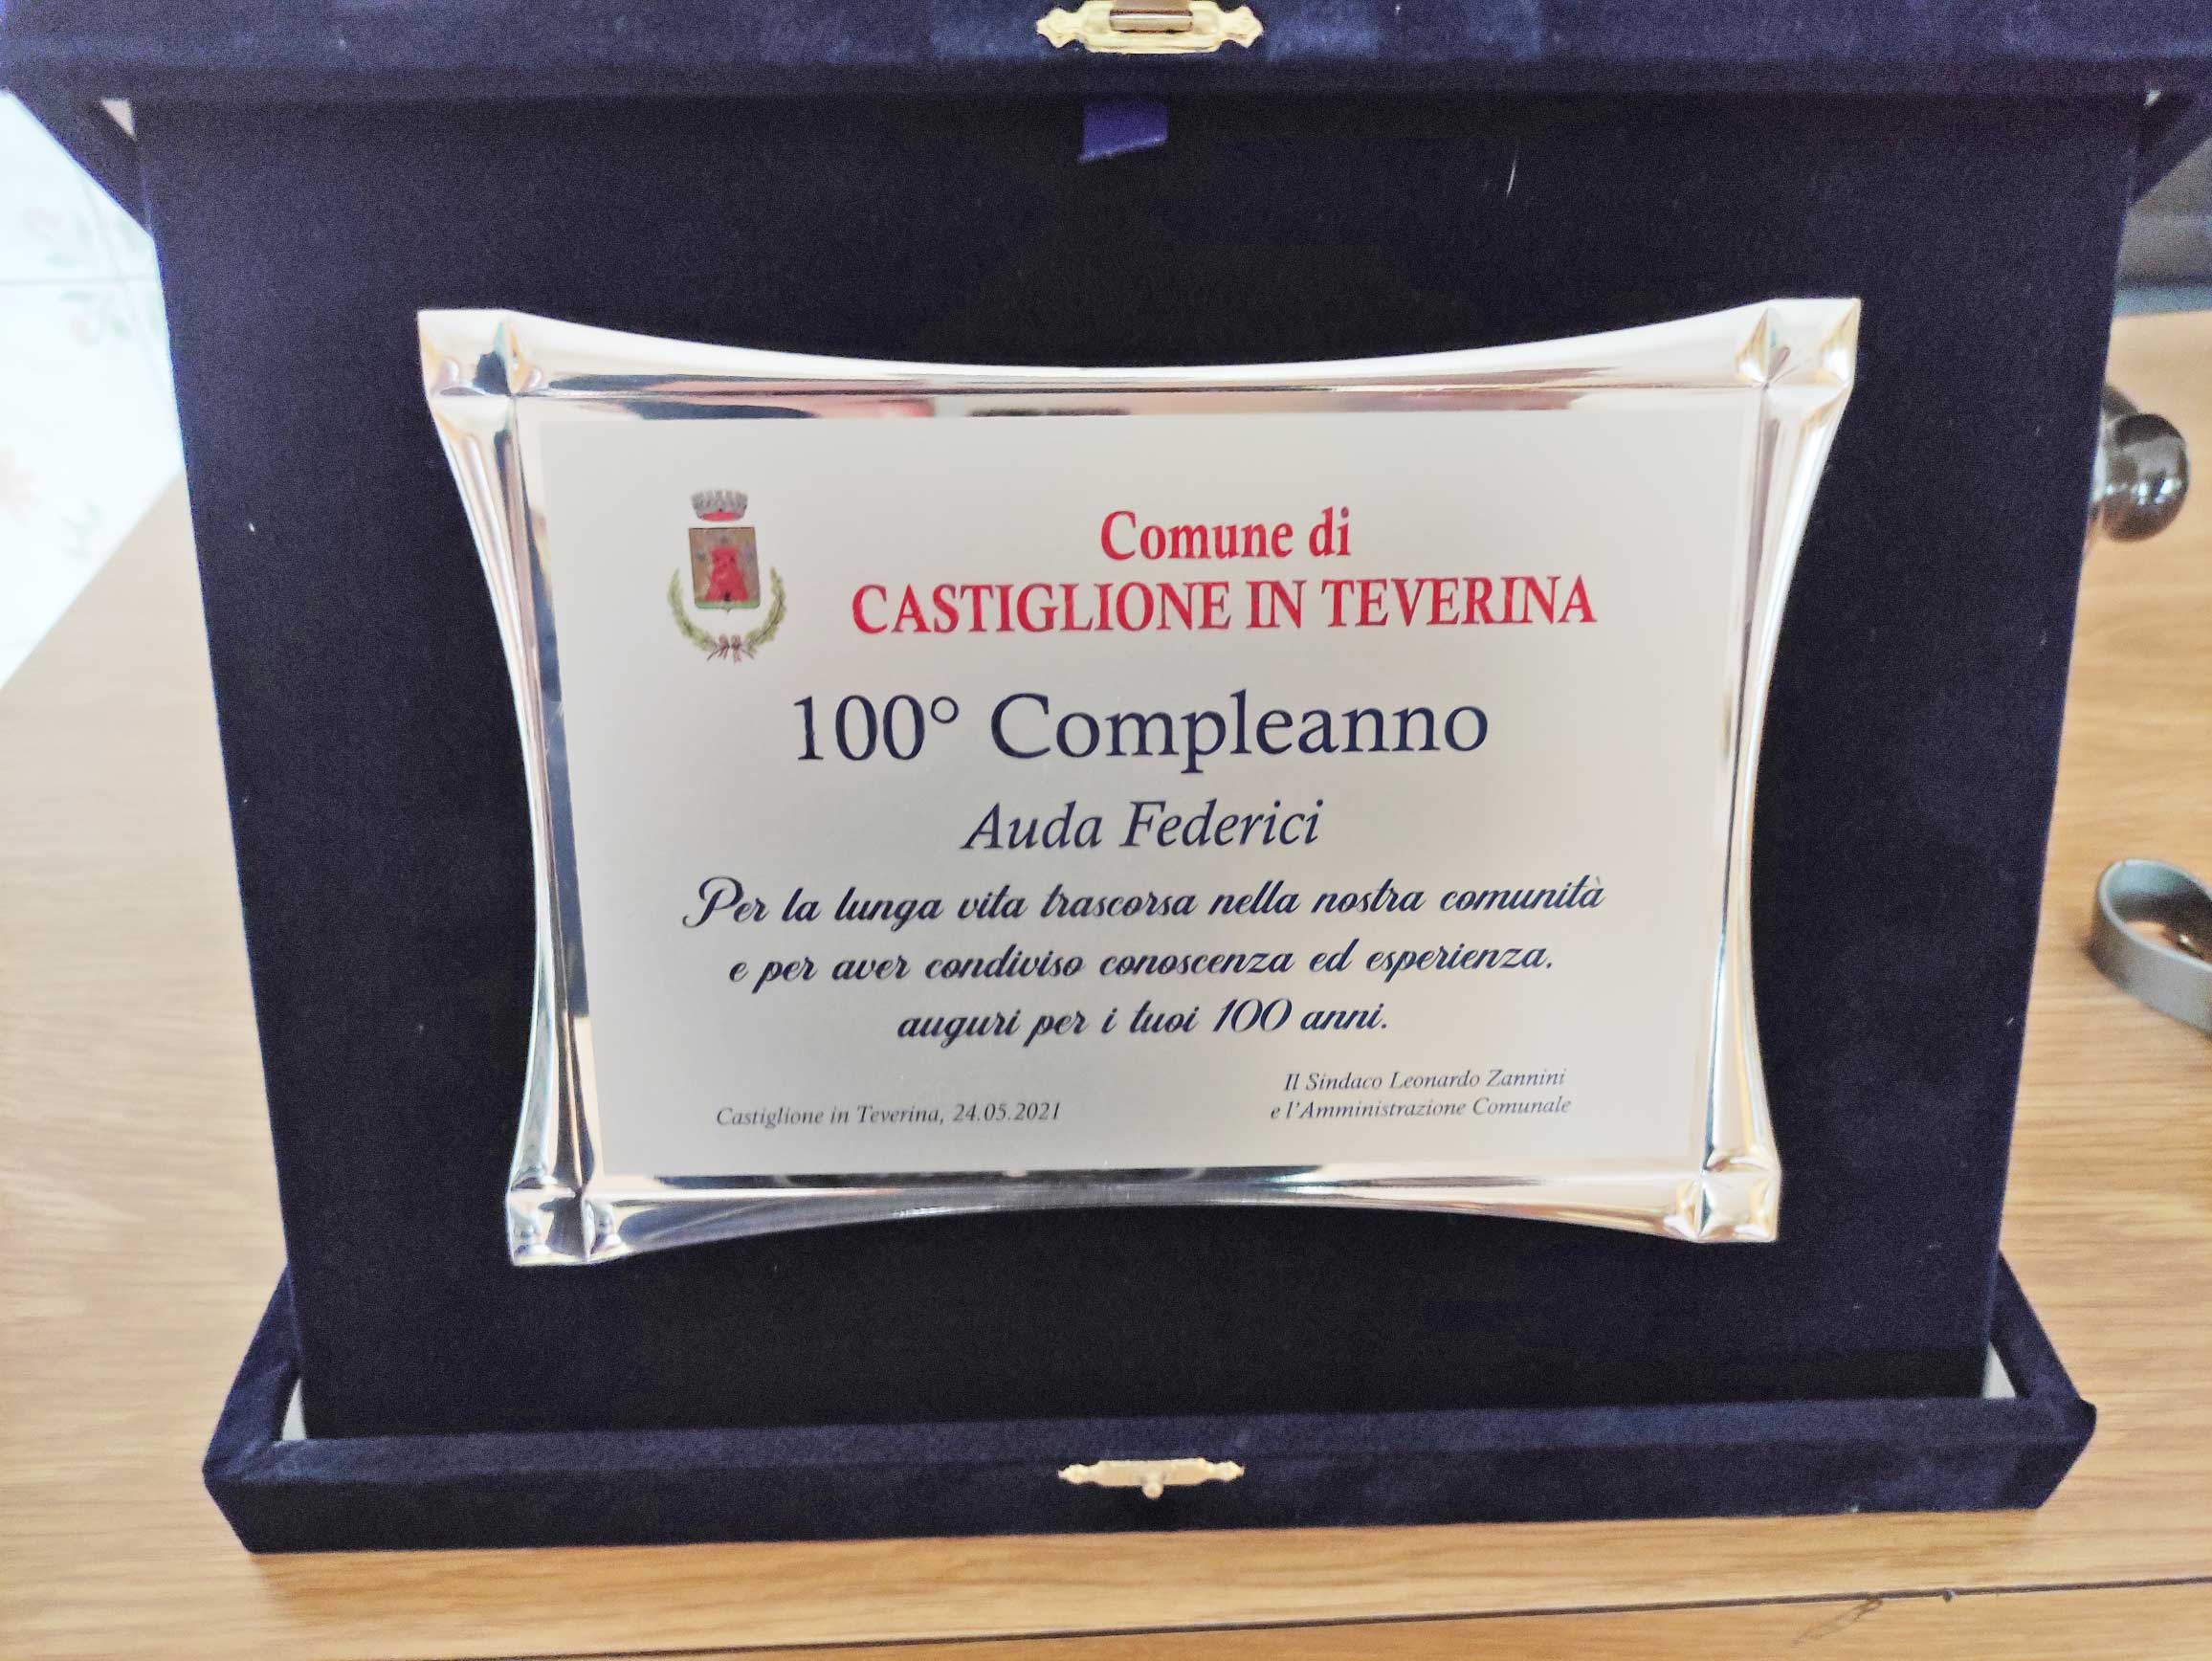 Comune di
CASTIGLIONE IN TEVERINA
100° Compleanno
Auda Federici
Per la lunga vita trascorsa nella nostra comunità
e per aver condiviso conoscenza ed esperienza.
auguri per i tuoi 100 anni.
Il Sindaco Leonardo Zannini
e l'Amministrazione Comunale
Castiglione in Teverina, 24.05.2021